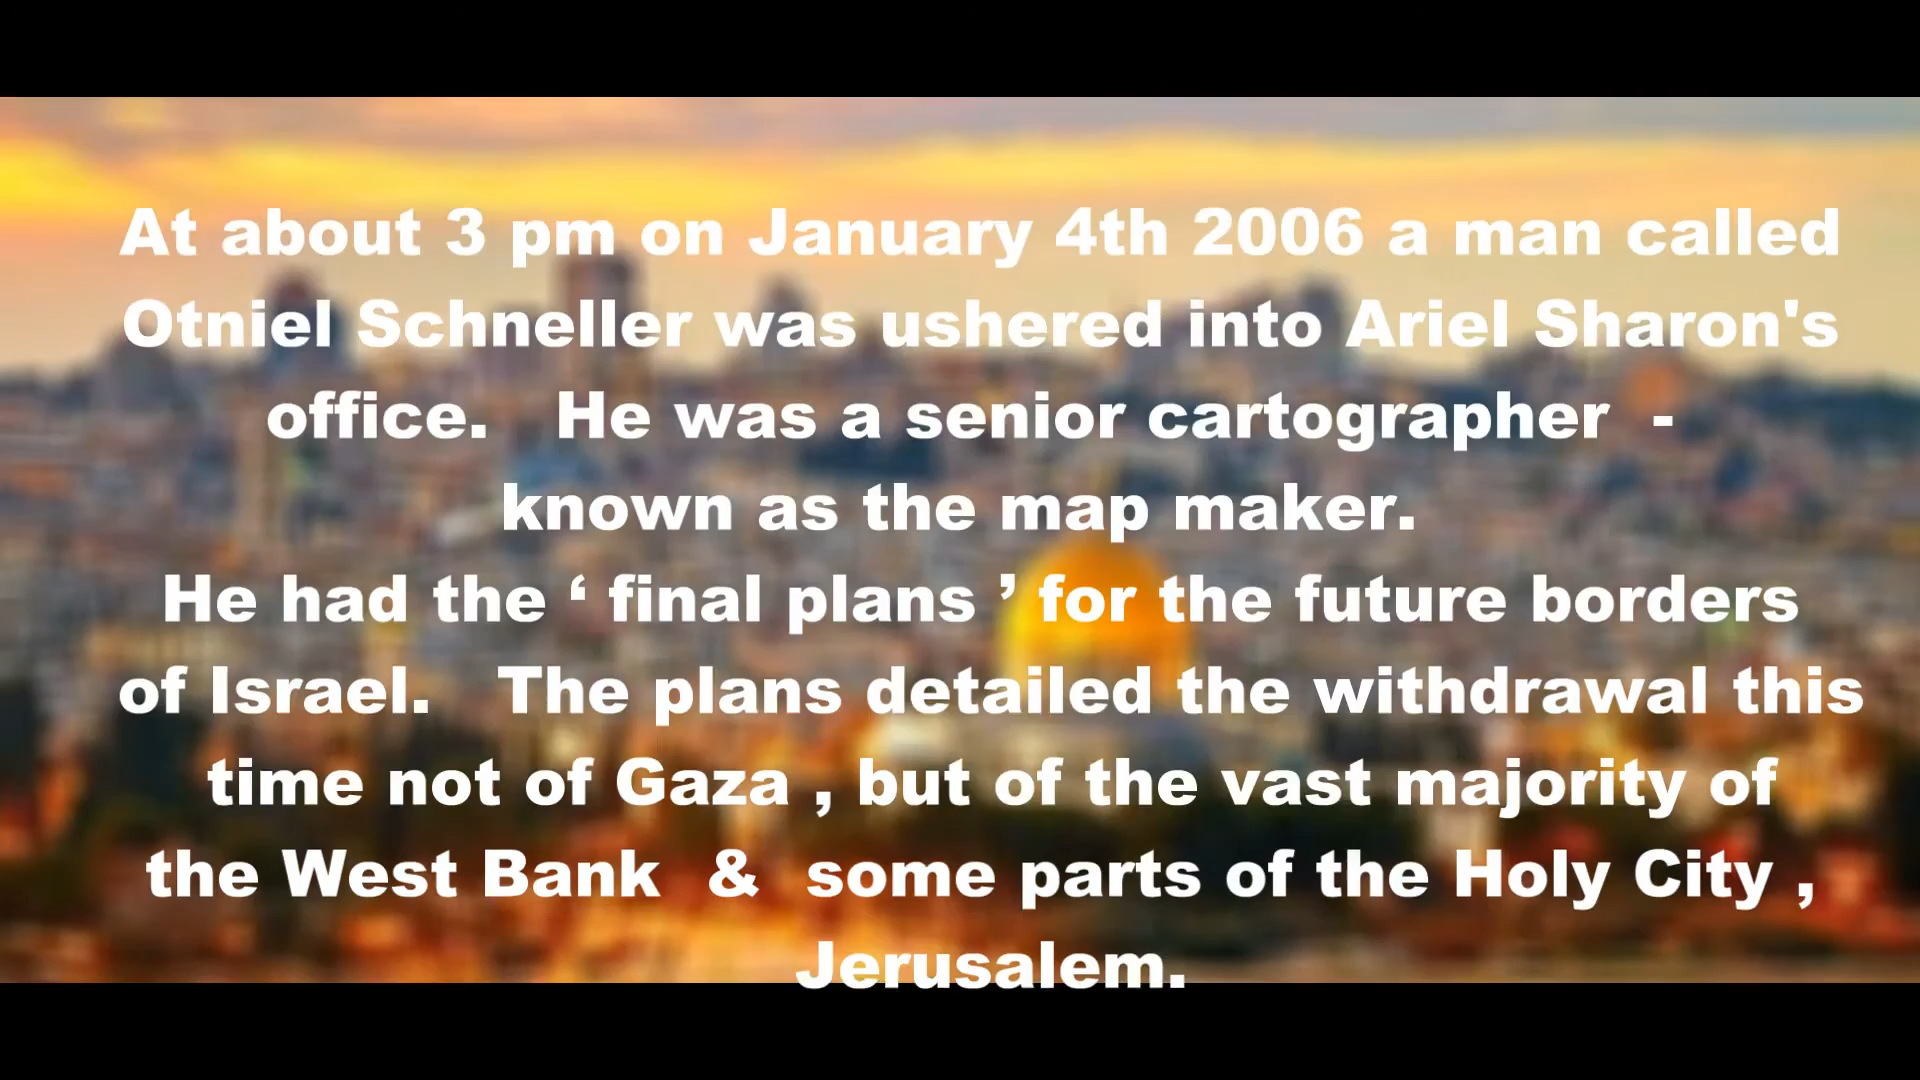 At about 3 pm on January 4th 2006 a man called
Otniel Schneller was ushered into Ariel Sharon's
office.   He was a senior cartographer  -
known as the map maker.
He had the ‘ final plans ’ for the future borders
of Israel.   The plans detailed the withdrawal this
time not of Gaza , but of the vast majority of
the West Bank  &  some parts of the Holy City ,
Jerusalem.